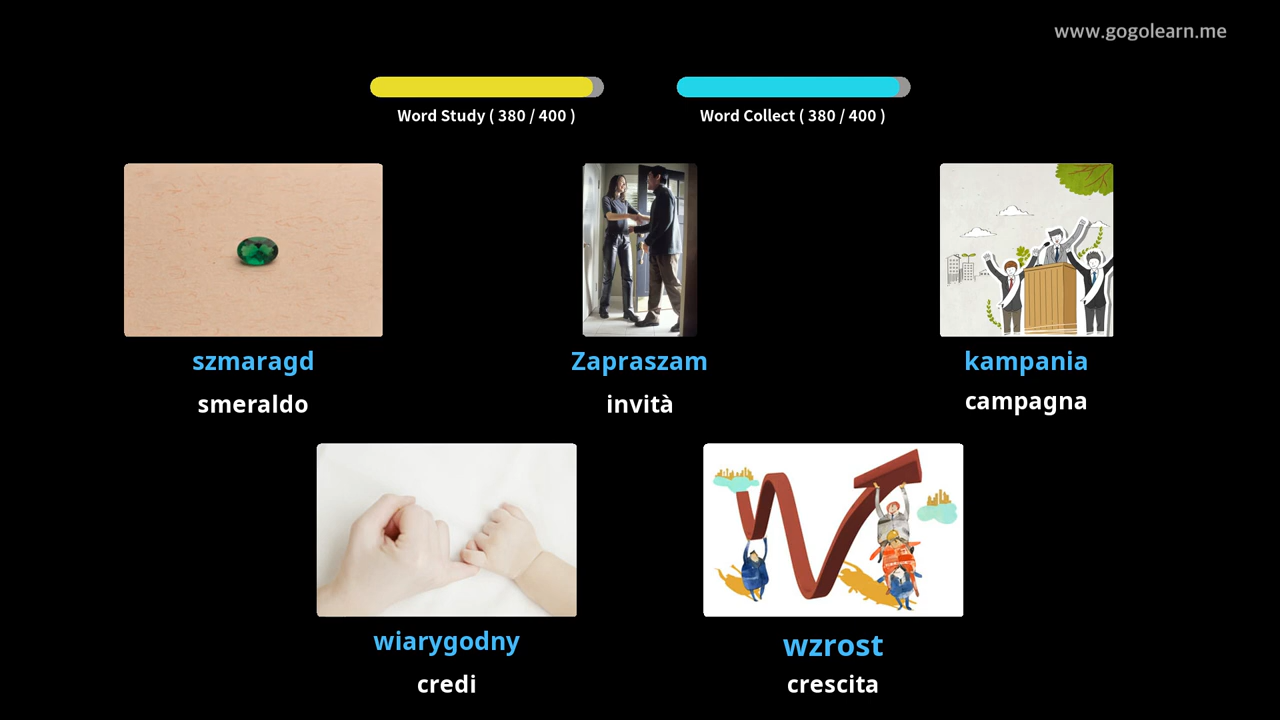 www.gogolearn.me
Word Study ( 380 / 400 )
Word Collect ( 380 / 400 )
szmaragd
smeraldo
Zapraszam
invità
kampania
campagna
wiarygodny
credi
wzrost
crescita